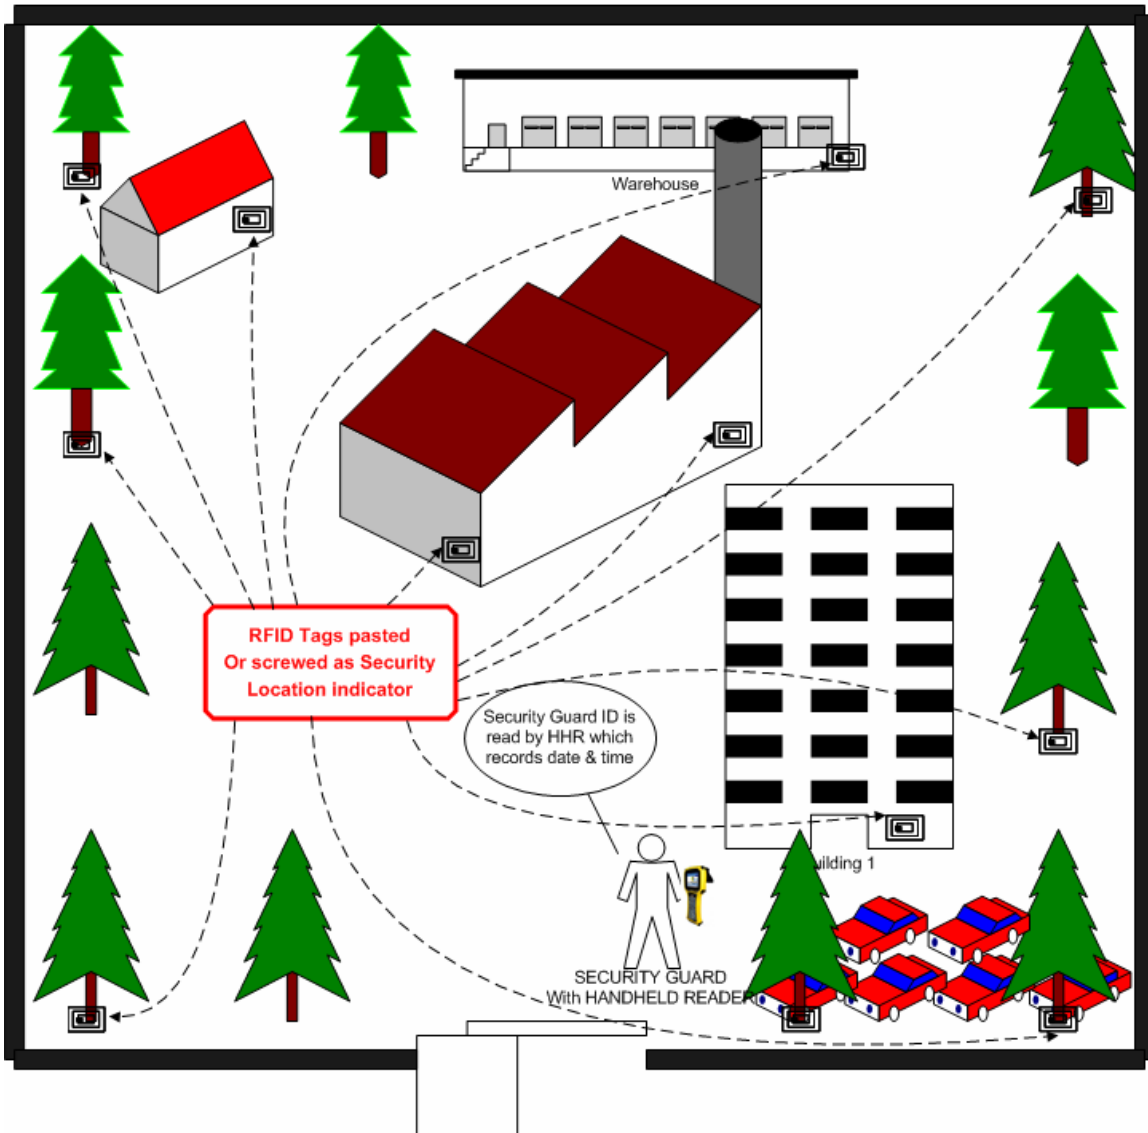 Warehouse
RFID Tags pasted
Or screwed as Security
Location indicator
Security Guard ID is
read by HHR which
records date & time
uilding 1
SECURITY GUARD
With HANDHELD READER